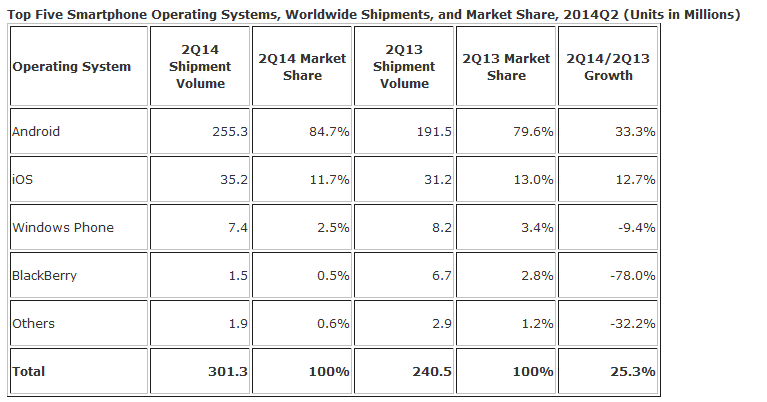 Top Five Smartphone Operating Systems, Worldwide Shipments, and Market Share, 2014Q2 (Units in Millions)
Operating System 2Q14 Shipment Volume 2Q14 Market Share 2Q13 Shipment Volume 2Q13 Market Share 2Q14/2Q13 Growth
Android 255.3 84.7% 191.5 79.6% 33.3%
iOS 35.2 11.7% 31.2 13.0% 12.7%
Windows Phone 7.4 2.5% 8.2 3.4% -9.4%
BlackBerry 1.5 0.5% 6.7 2.8% -78.0%
Others 1.9 0.6% 2.9 1.2% -32.2%
Total 301.3 100% 240.5 100% 25.3%